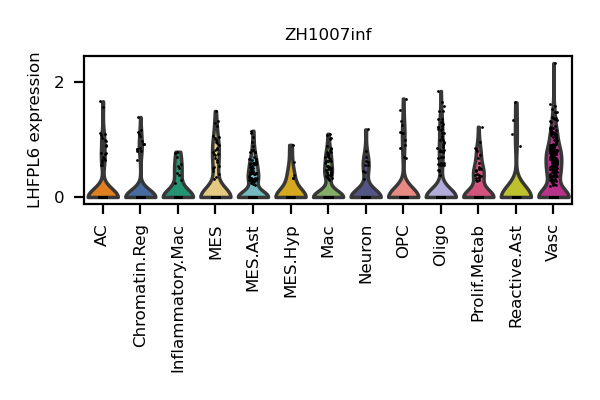 ZH1007inf
LHFPL6 expression
2
0
AC
Chromatin.Reg
Inflammatory.Mac
MES
MES.Ast
MES.Hyp
Mac
Neuron
OPC
Oligo
Prolif.Metab
Reactive.Ast
Vasc